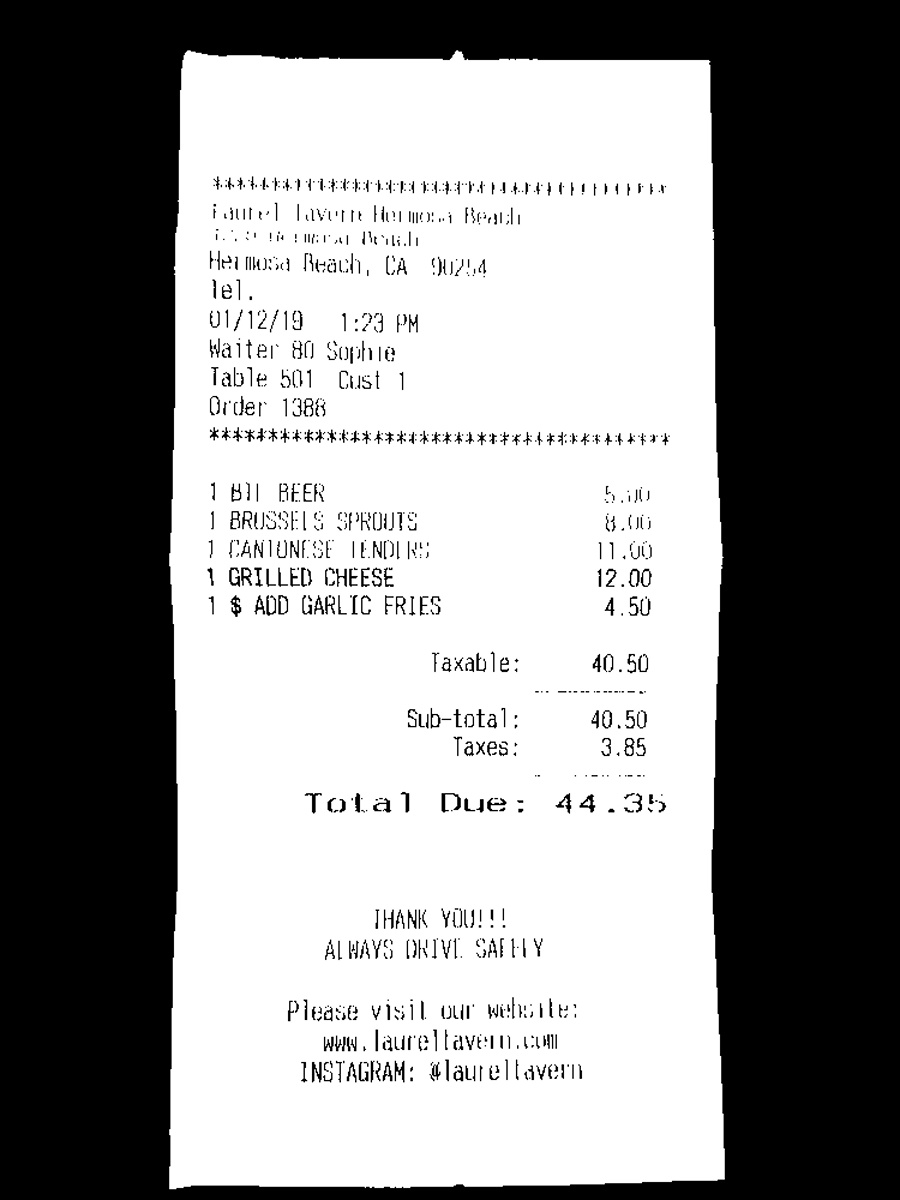 ****************************************
Laurel Tavern Hermosa Beach
Hermosa Beach
Hermosa Beach, CA 90254
Tel.
01/12/19 1:23 PM
Waiter 80 Sophie
Table 501 Cust 1
Order 1388
****************************************
1 BTL BEER 5.00
1 BRUSSELS SPROUTS 8.00
1 CANTONESE TENDERS 11.00
1 GRILLED CHEESE 12.00
1 $ ADD GARLIC FRIES 4.50
Taxable: 40.50
Sub-total: 40.50
Taxes: 3.85
Total Due: 44.35
THANK YOU!!!
ALWAYS DRIVE SAFELY
Please visit our website:
www.laureltavern.com
INSTAGRAM: @laureltavern